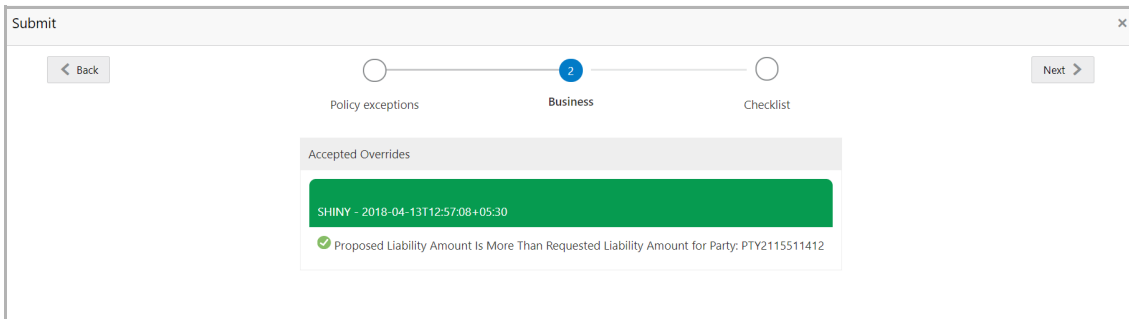 Submit
×
Back
Next
2
Policy exceptions
Business
Checklist
Accepted Overrides
SHINY - 2018-04-13T12:57:08+05:30
Proposed Liability Amount Is More Than Requested Liability Amount for Party: PTY2115511412